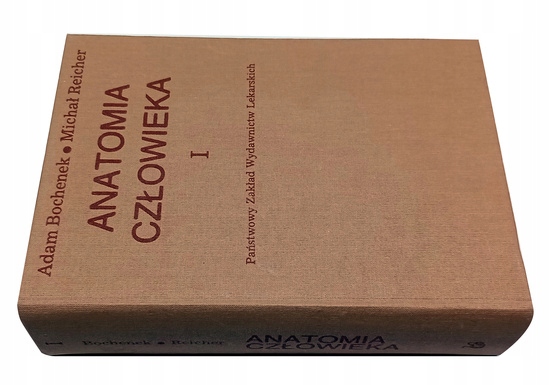 Adam Bochenek • Michał Reicher
ANATOMIA
CZŁOWIEKA
I
Państwowy Zakład Wydawnictw Lekarskich
I
Bochenek • Reicher
ANATOMIA
CZŁOWIEKA